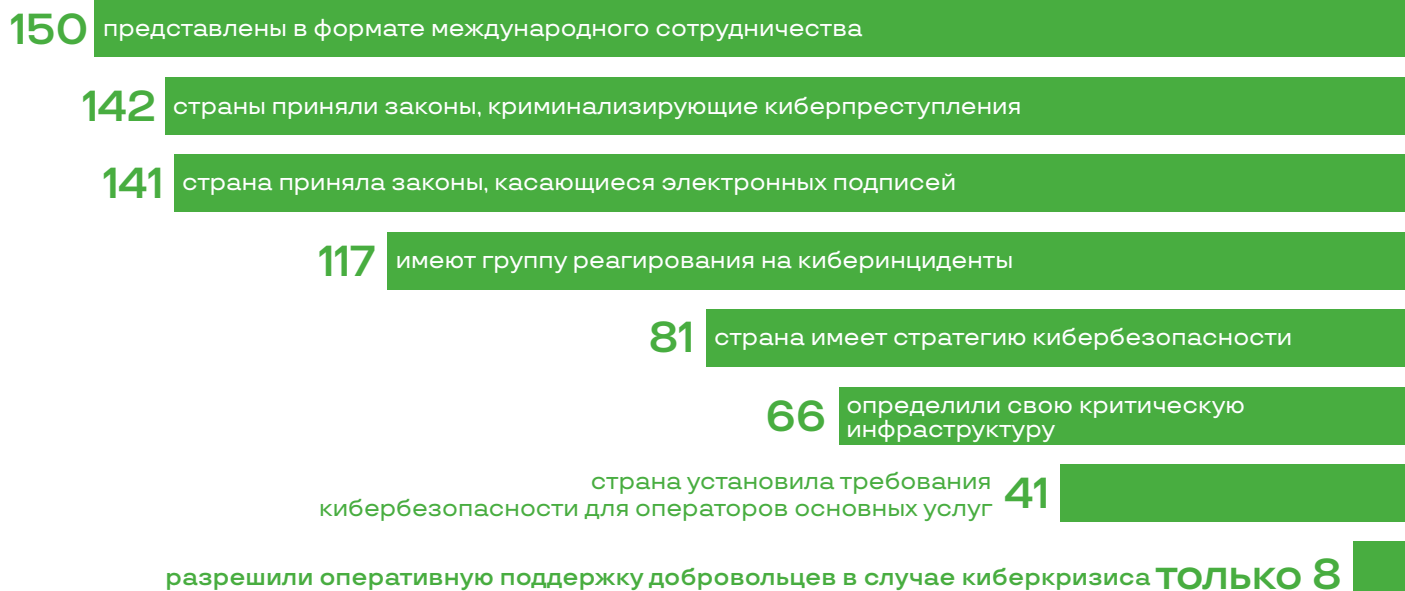 150 представлены в формате международного сотрудничества
142 страны приняли законы, криминализирующие киберпреступления
141 страна приняла законы, касающиеся электронных подписей
117 имеют группу реагирования на киберинциденты
81 страна имеет стратегию кибербезопасности
66 определили свою критическую
инфраструктуру
страна установила требования
кибербезопасности для операторов основных услуг 41
разрешили оперативную поддержку добровольцев в случае киберкризиса только 8